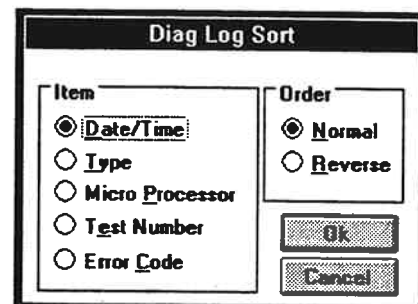 Diag Log Sort
Item
Date/Time
Type
Micro Processor
Test Number
Error Code
Order
Normal
Reverse
Ok
Cancel